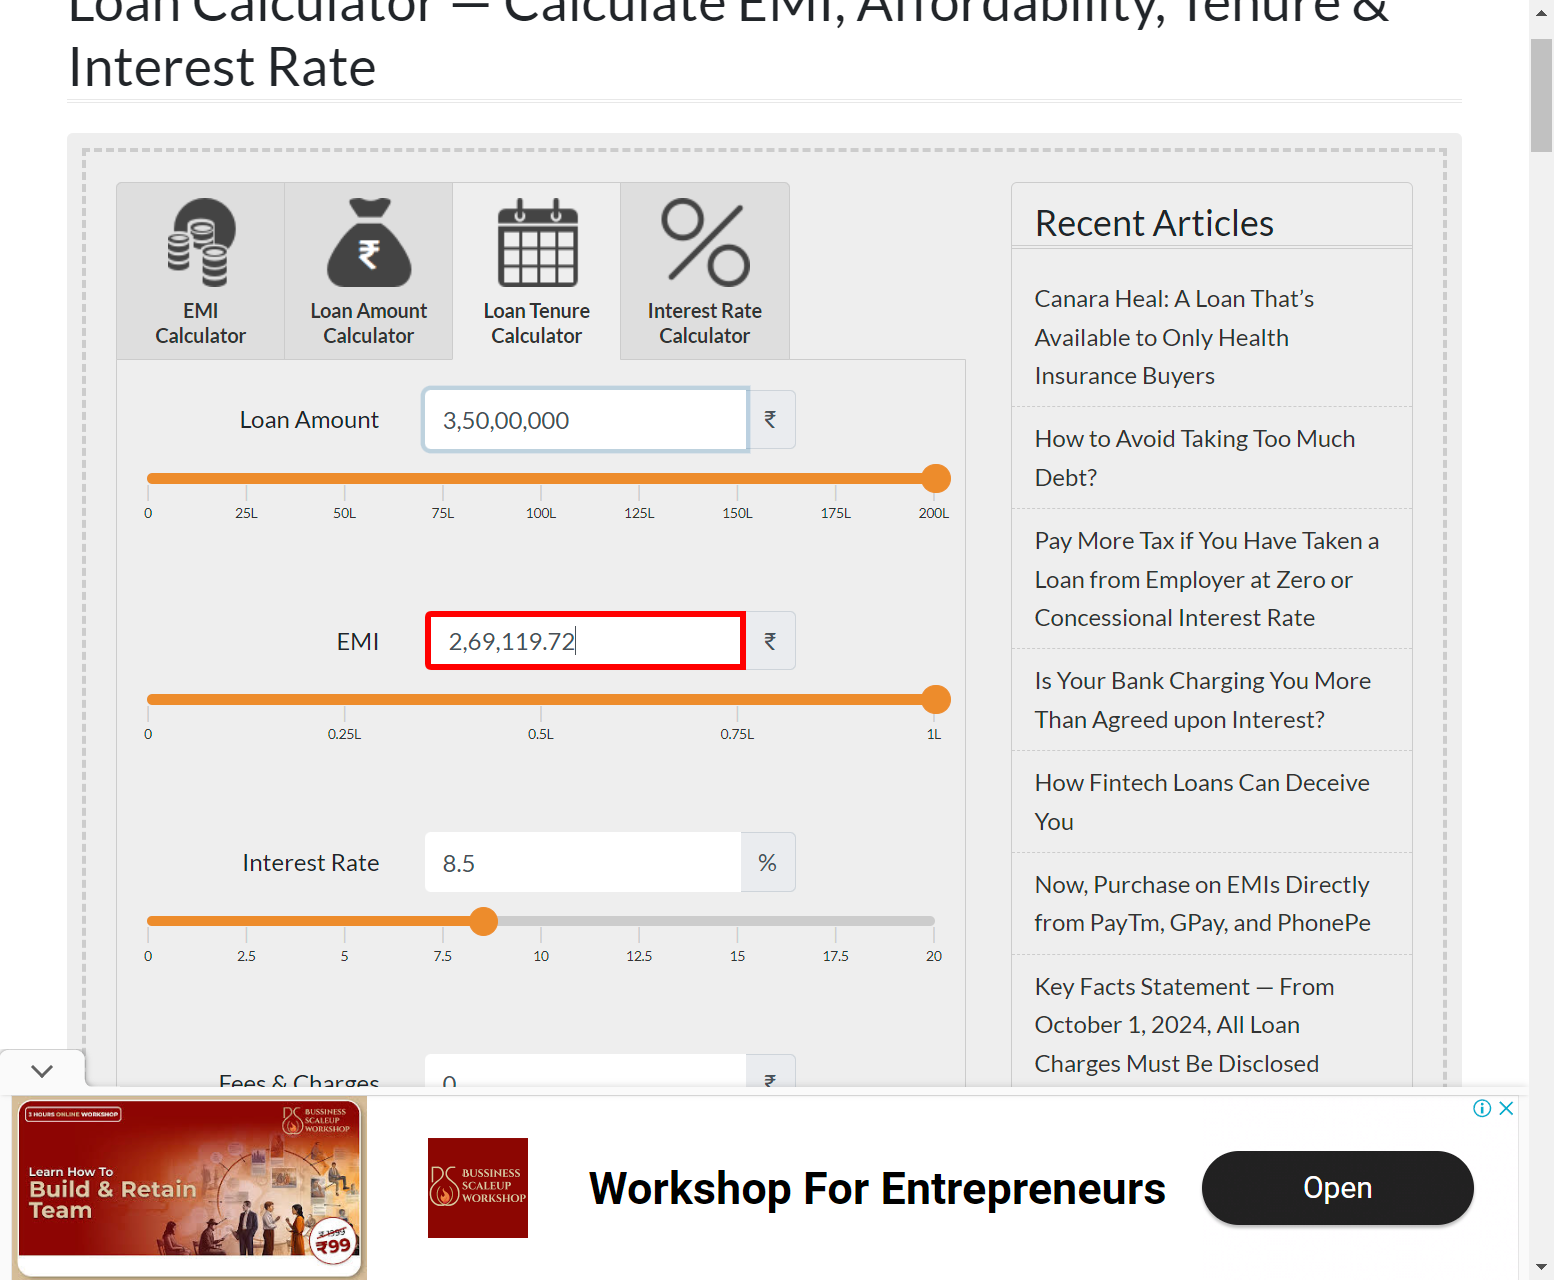 Loan Calculator — Calculate EMI, Affordability, Tenure &
Interest Rate
EMI
Calculator
Loan Amount
Calculator
Loan Tenure
Calculator
Interest Rate
Calculator
Loan Amount
3,50,00,000
₹
0
25L
50L
75L
100L
125L
150L
175L
200L
EMI
2,69,119.72
₹
0
0.25L
0.5L
0.75L
1L
Interest Rate
8.5
%
0
2.5
5
7.5
10
12.5
15
17.5
20
Fees & Charges
0
₹
Recent Articles
Canara Heal: A Loan That’s
Available to Only Health
Insurance Buyers
How to Avoid Taking Too Much
Debt?
Pay More Tax if You Have Taken a
Loan from Employer at Zero or
Concessional Interest Rate
Is Your Bank Charging You More
Than Agreed upon Interest?
How Fintech Loans Can Deceive
You
Now, Purchase on EMIs Directly
from PayTm, GPay, and PhonePe
Key Facts Statement — From
October 1, 2024, All Loan
Charges Must Be Disclosed
3 HOURS ONLINE WORKSHOP
BUSSINESS
SCALEUP
WORKSHOP
Learn How To
Build & Retain
Team
₹1399
₹99
BUSSINESS
SCALEUP
WORKSHOP
Workshop For Entrepreneurs
Open